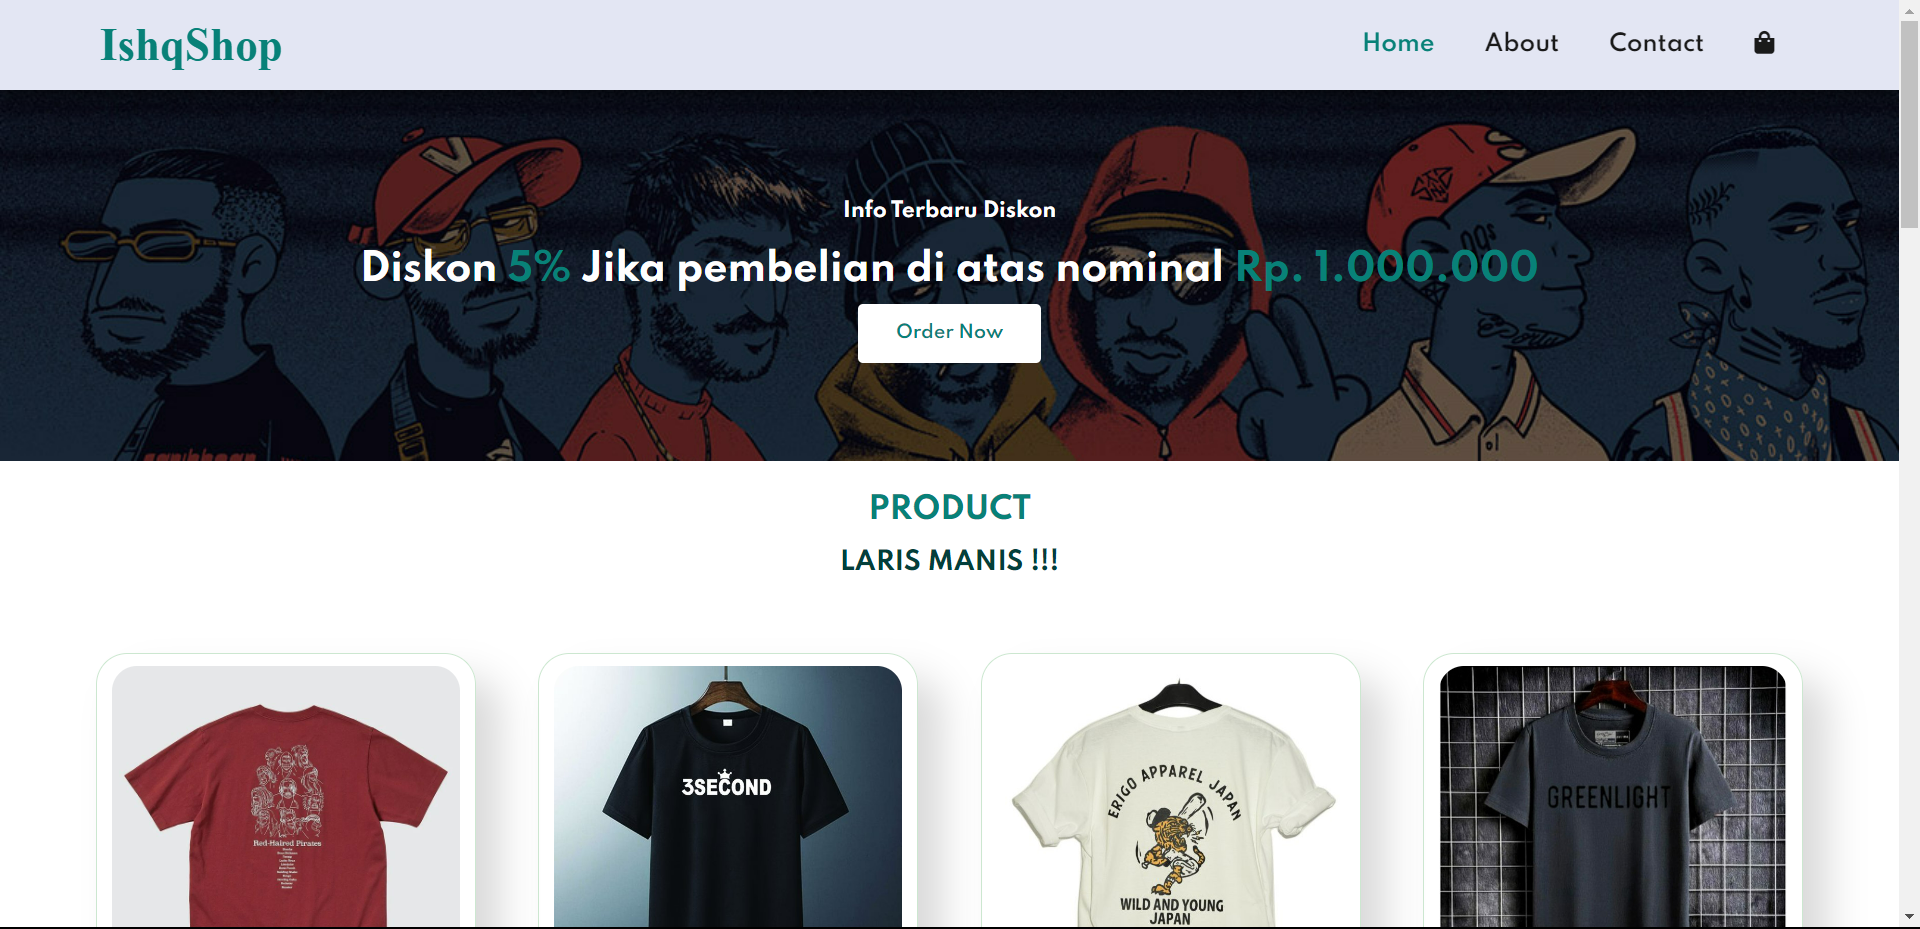 IshqShop
Home
About
Contact
Info Terbaru Diskon
Diskon 5% Jika pembelian di atas nominal Rp. 1.000.000
Order Now
PRODUCT
LARIS MANIS !!!
Red-Haired Pirates
3SECOND
ERIGO APPAREL JAPAN
WILD AND YOUNG
JAPAN
GREENLIGHT